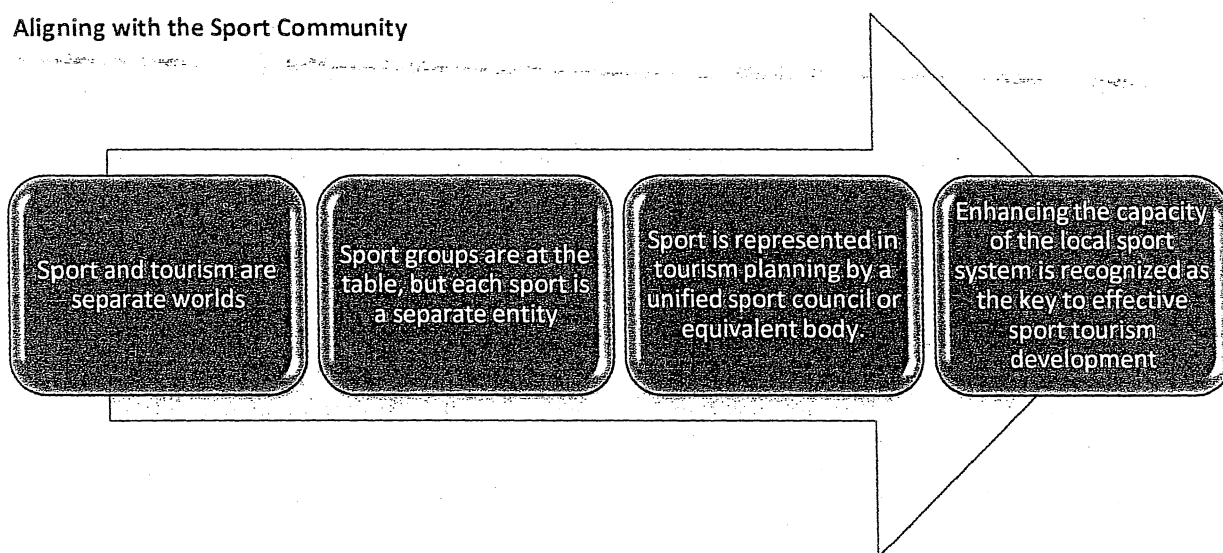 Aligning with the Sport Community
Sport and tourism are
separate worlds
Sport groups are at the
table, but each sport is
a separate entity
Sport is represented in
tourism planning by a
unified sport council or
equivalent body.
Enhancing the capacity
of the local sport
system is recognized as
the key to effective
sport tourism
development